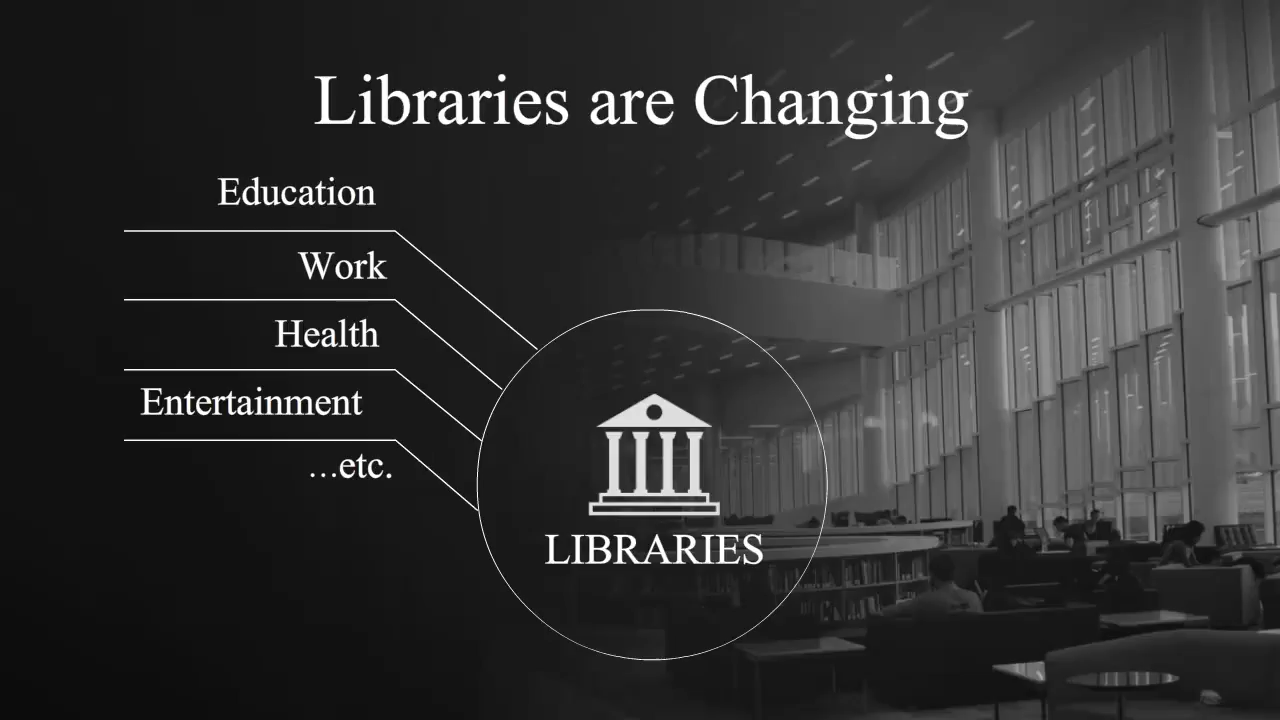 Libraries are Changing
Education
Work
Health
Entertainment
...etc.
LIBRARIES